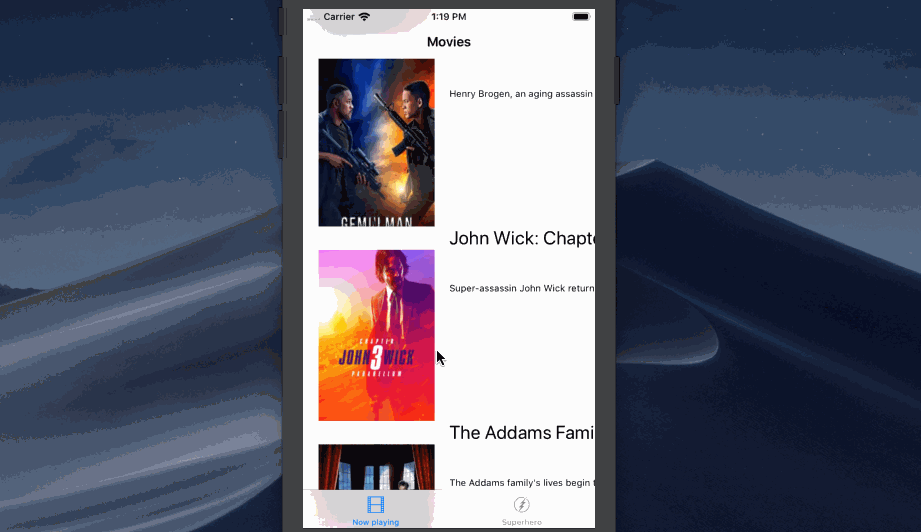 Carrier
1:19 PM
Movies
Henry Brogen, an aging assassin
GEMINI MAN
John Wick: Chapte
Super-assassin John Wick return
CHAPTER
JOHN 3 WICK
PARABELLUM
The Addams Fami
The Addams family's lives begin t
Now playing
Superhero